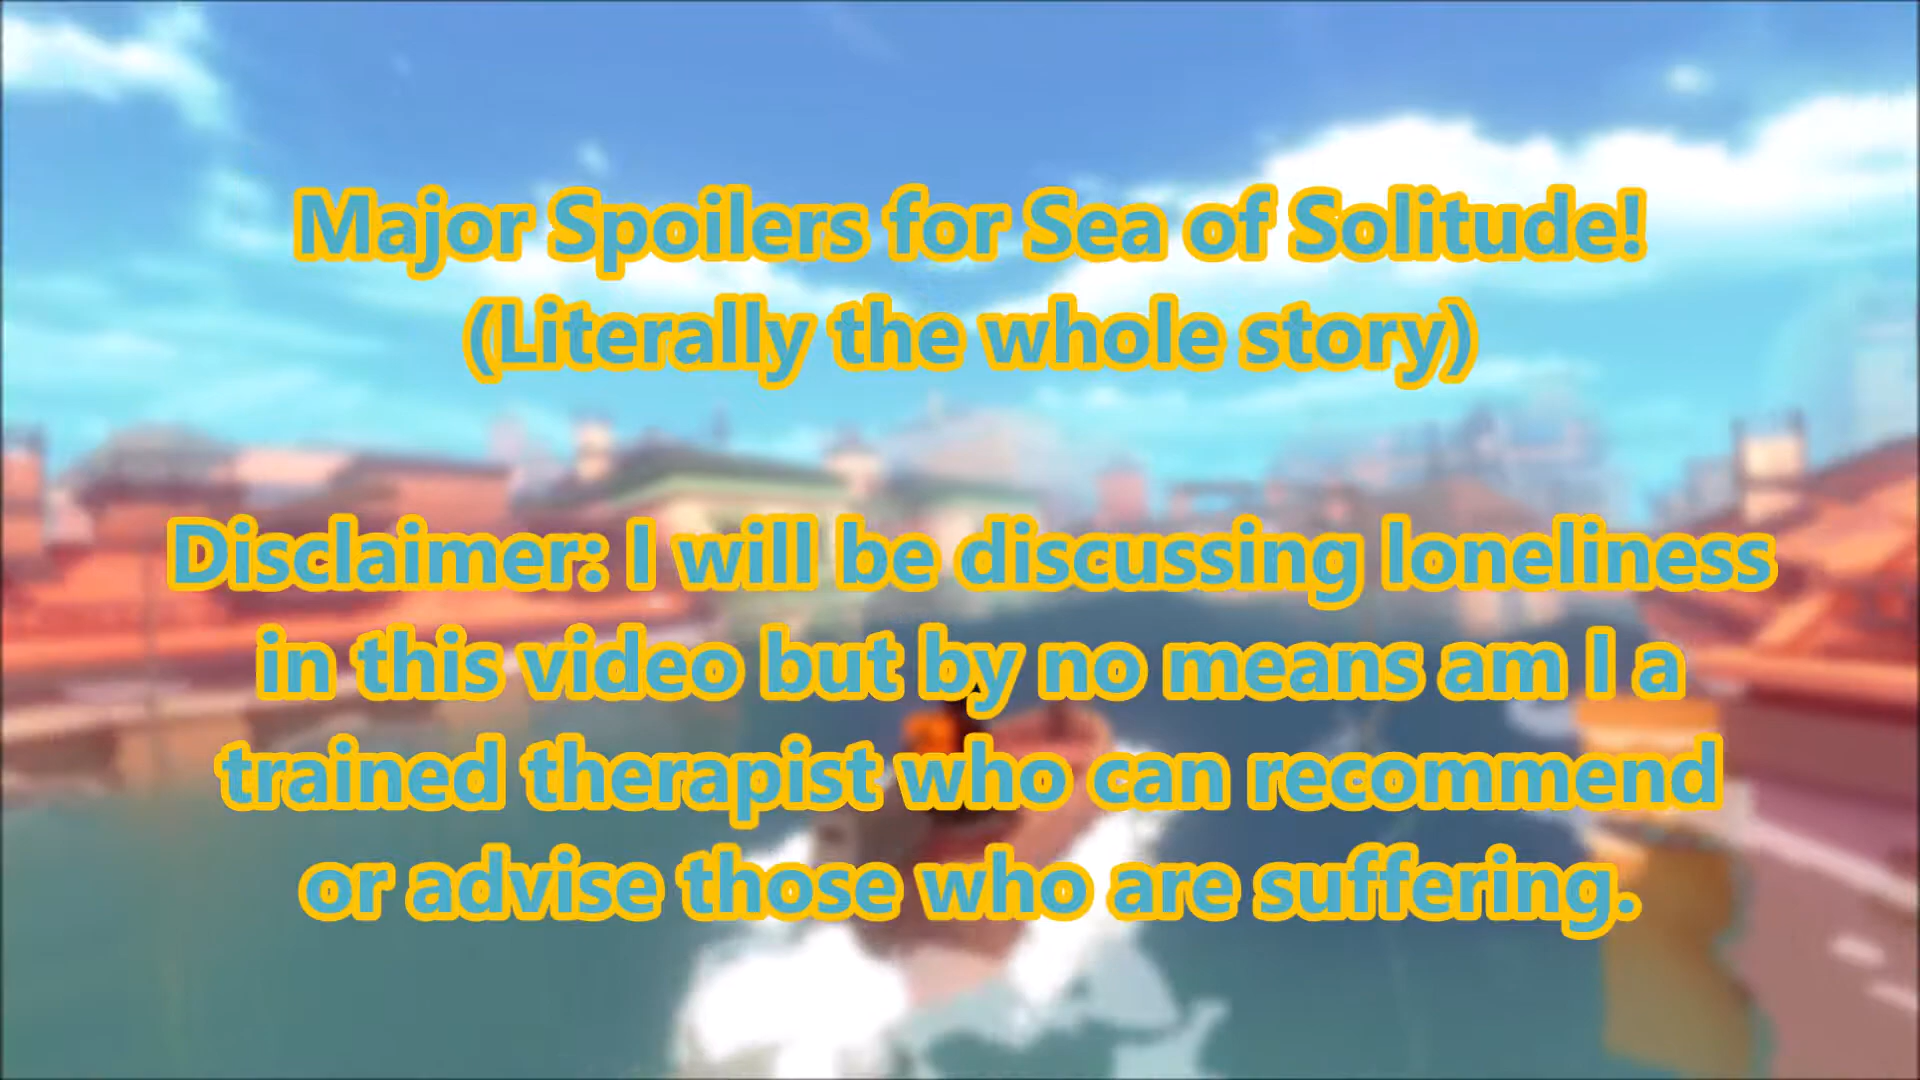 Major Spoilers for Sea of Solitude!
(Literally the whole story)
Disclaimer: I will be discussing loneliness
in this video but by no means am I a
trained therapist who can recommend
or advise those who are suffering.